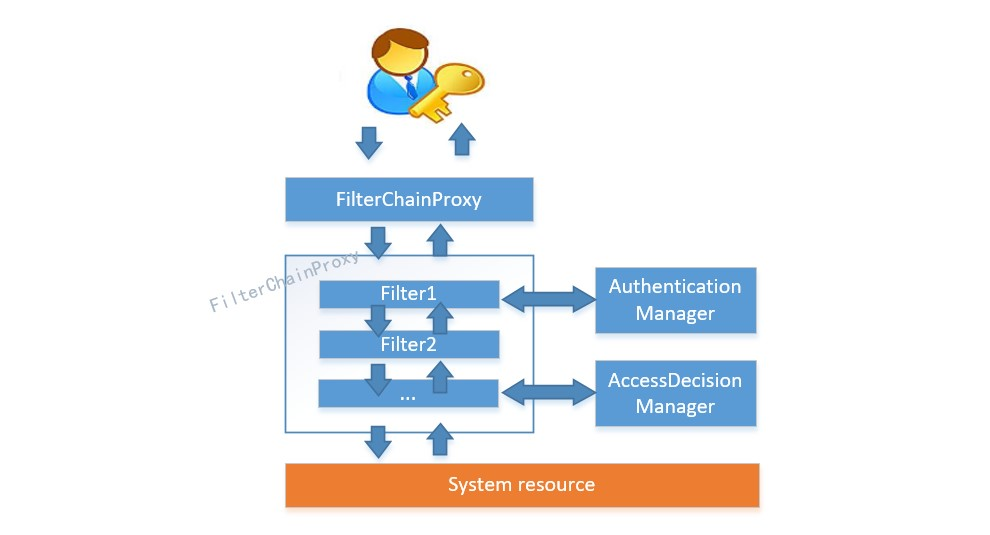 FilterChainProxy
FilterChainProxy
Filter1
Authentication
Manager
Filter2
AccessDecision
Manager
...
System resource